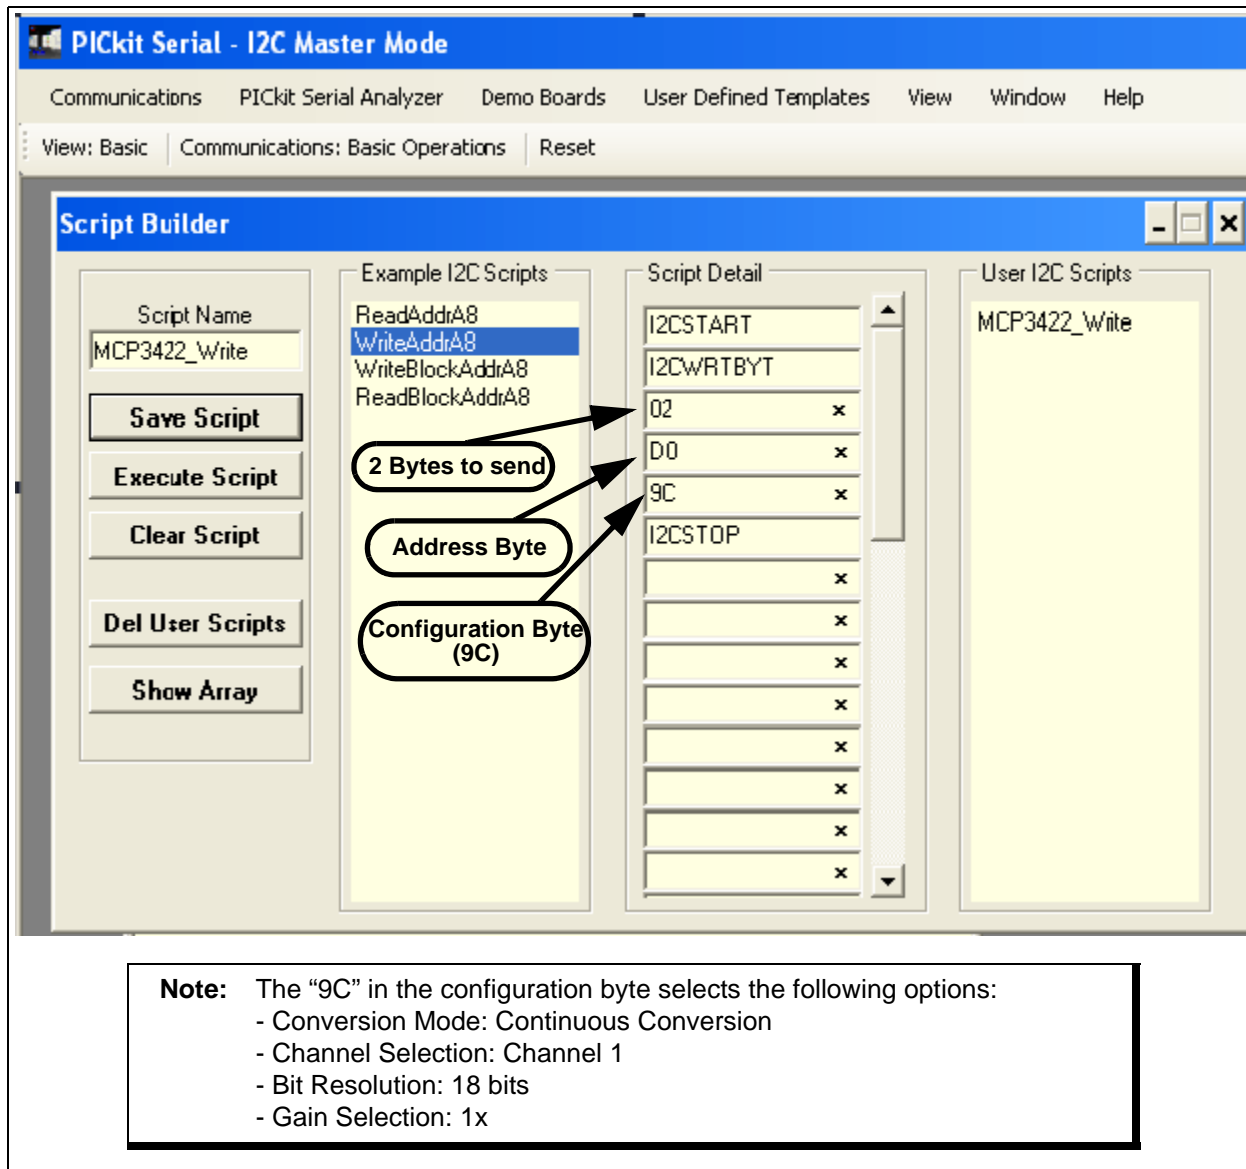 PICkit Serial - I2C Master Mode
Communications PICkit Serial Analyzer Demo Boards User Defined Templates View Window Help
View: Basic Communications: Basic Operations Reset
Script Builder
Script Name
MCP3422_Write
Save Script
Execute Script
Clear Script
Del User Scripts
Show Array
Example I2C Scripts
ReadAddrA8
WriteAddrA8
WriteBlockAddrA8
ReadBlockAddrA8
2 Bytes to send
Address Byte
Configuration Byte
(9C)
Script Detail
I2CSTART
I2CWRTBYT
02 x
D0 x
9C x
I2CSTOP
x
x
x
x
x
x
x
x
User I2C Scripts
MCP3422_Write
Note: The “9C” in the configuration byte selects the following options:
- Conversion Mode: Continuous Conversion
- Channel Selection: Channel 1
- Bit Resolution: 18 bits
- Gain Selection: 1x